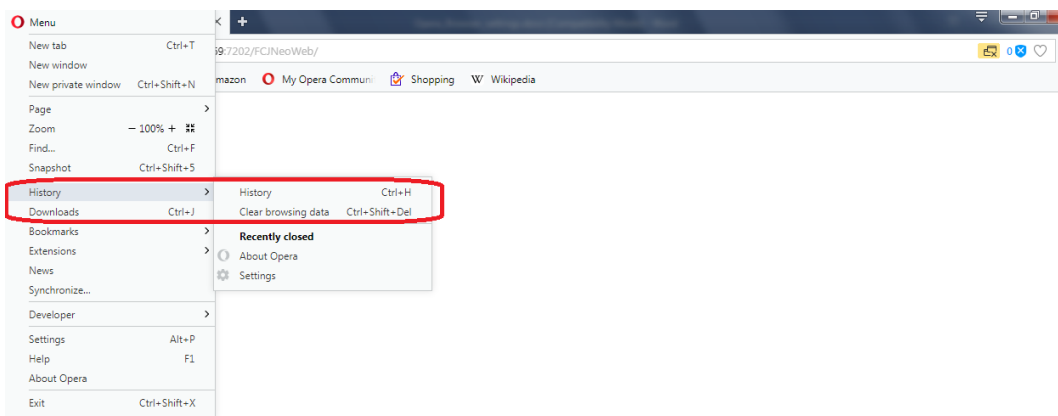 Menu
+
New tab Ctrl+T
9:7202/FCJNeoWeb/
0
New window
New private window Ctrl+Shift+N
mazon My Opera Communi Shopping W Wikipedia
Page
Zoom − 100% +
Find... Ctrl+F
Snapshot Ctrl+Shift+5
History
History Ctrl+H
Downloads Ctrl+J
Clear browsing data Ctrl+Shift+Del
Bookmarks
Recently closed
Extensions
About Opera
News
Settings
Synchronize...
Developer
Settings Alt+P
Help F1
About Opera
Exit Ctrl+Shift+X